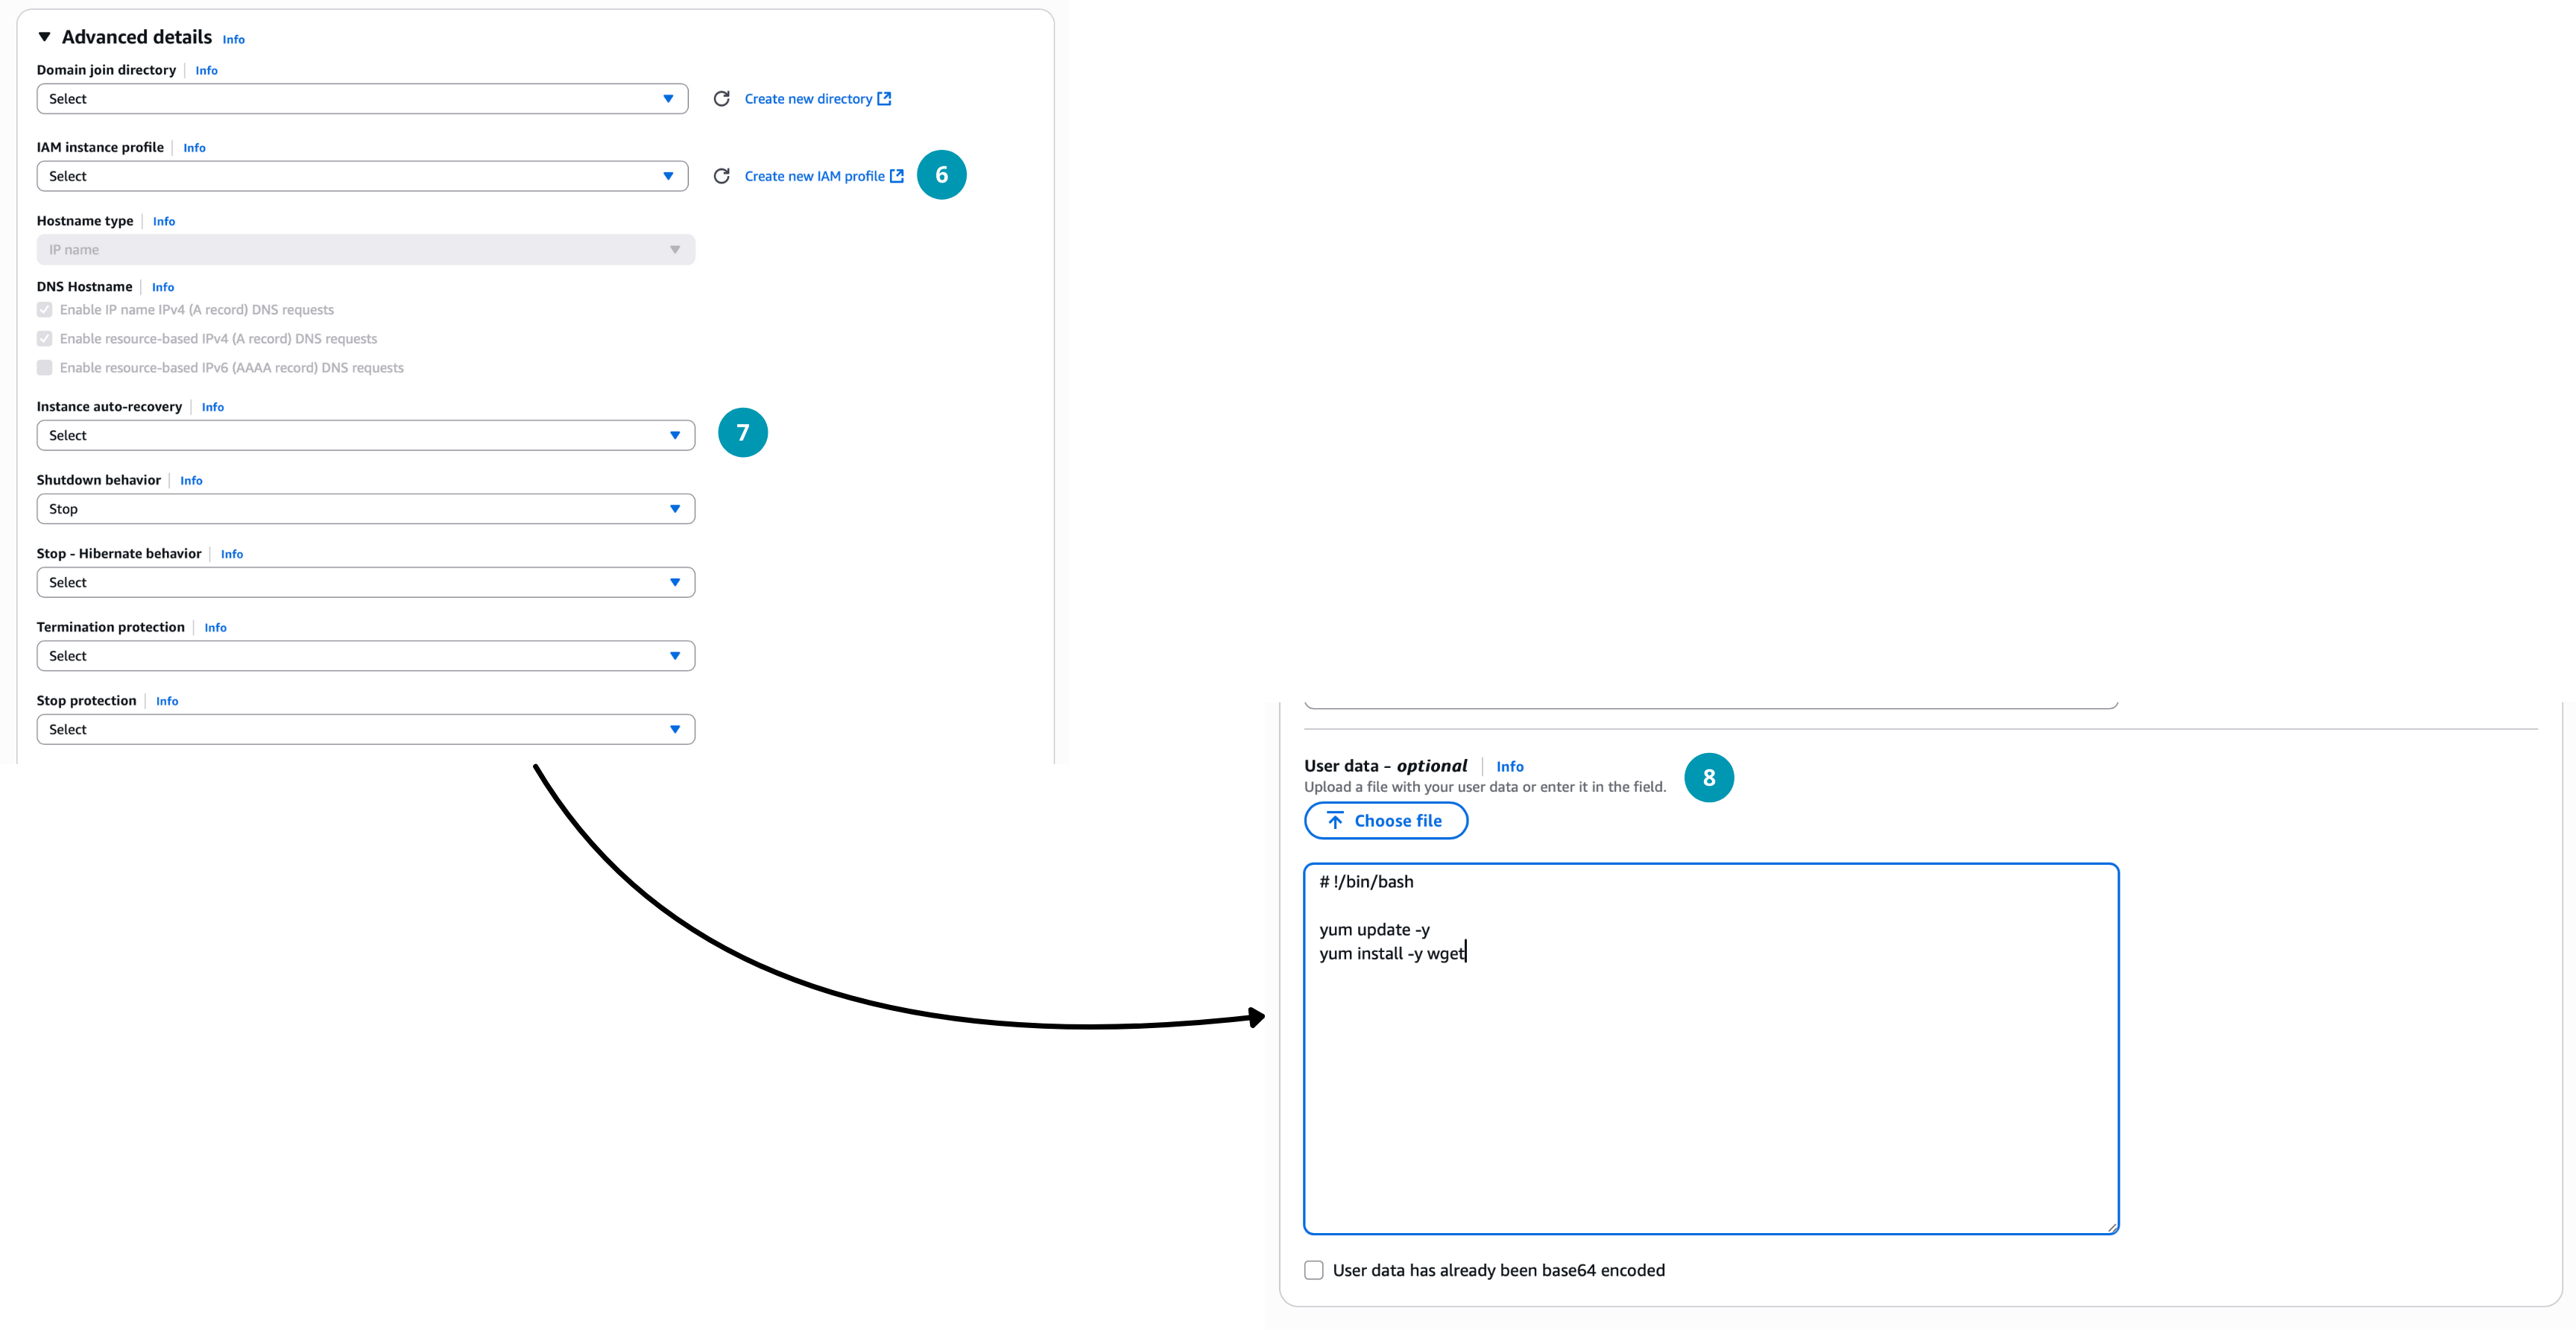 Advanced details Info
Domain join directory Info
Select
Create new directory
IAM instance profile Info
Select
Create new IAM profile
6
Hostname type Info
IP name
DNS Hostname Info
Enable IP name IPv4 (A record) DNS requests
Enable resource-based IPv4 (A record) DNS requests
Enable resource-based IPv6 (AAAA record) DNS requests
Instance auto-recovery Info
Select
7
Shutdown behavior Info
Stop
Stop - Hibernate behavior Info
Select
Termination protection Info
Select
Stop protection Info
Select
User data - optional Info
8
Upload a file with your user data or enter it in the field.
Choose file
# !/bin/bash
yum update -y
yum install -y wget
User data has already been base64 encoded